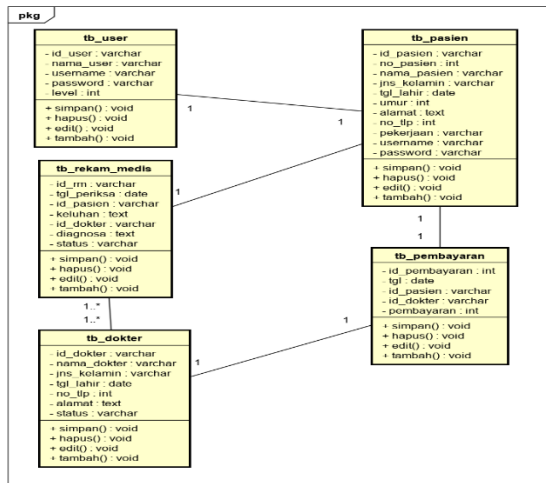 pkg
tb_user
- id_user : varchar
- nama_user : varchar
- username : varchar
- password : varchar
- level : int
+ simpan() : void
+ hapus() : void
+ edit() : void
+ tambah() : void
tb_pasien
- id_pasien : varchar
- no_pasien : int
- nama_pasien : varchar
- jns_kelamin : varchar
- tgl_lahir : date
- umur : int
- alamat : text
- no_tlp : int
- pekerjaan : varchar
- username : varchar
- password : varchar
+ simpan() : void
+ hapus() : void
+ edit() : void
+ tambah() : void
1
1
tb_rekam_medis
- id_rm : varchar
- tgl_periksa : date
- id_pasien : varchar
- keluhan : text
- id_dokter : varchar
- diagnosa : text
- status : varchar
+ simpan() : void
+ hapus() : void
+ edit() : void
+ tambah() : void
1
1
1
tb_pembayaran
- id_pembayaran : int
- tgl : date
- id_pasien : varchar
- id_dokter : varchar
- pembayaran : int
+ simpan() : void
+ hapus() : void
+ edit() : void
+ tambah() : void
1..*
1..*
1
1
tb_dokter
- id_dokter : varchar
- nama_dokter : varchar
- jns_kelamin : varchar
- tgl_lahir : date
- no_tlp : int
- alamat : text
- status : varchar
+ simpan() : void
+ hapus() : void
+ edit() : void
+ tambah() : void